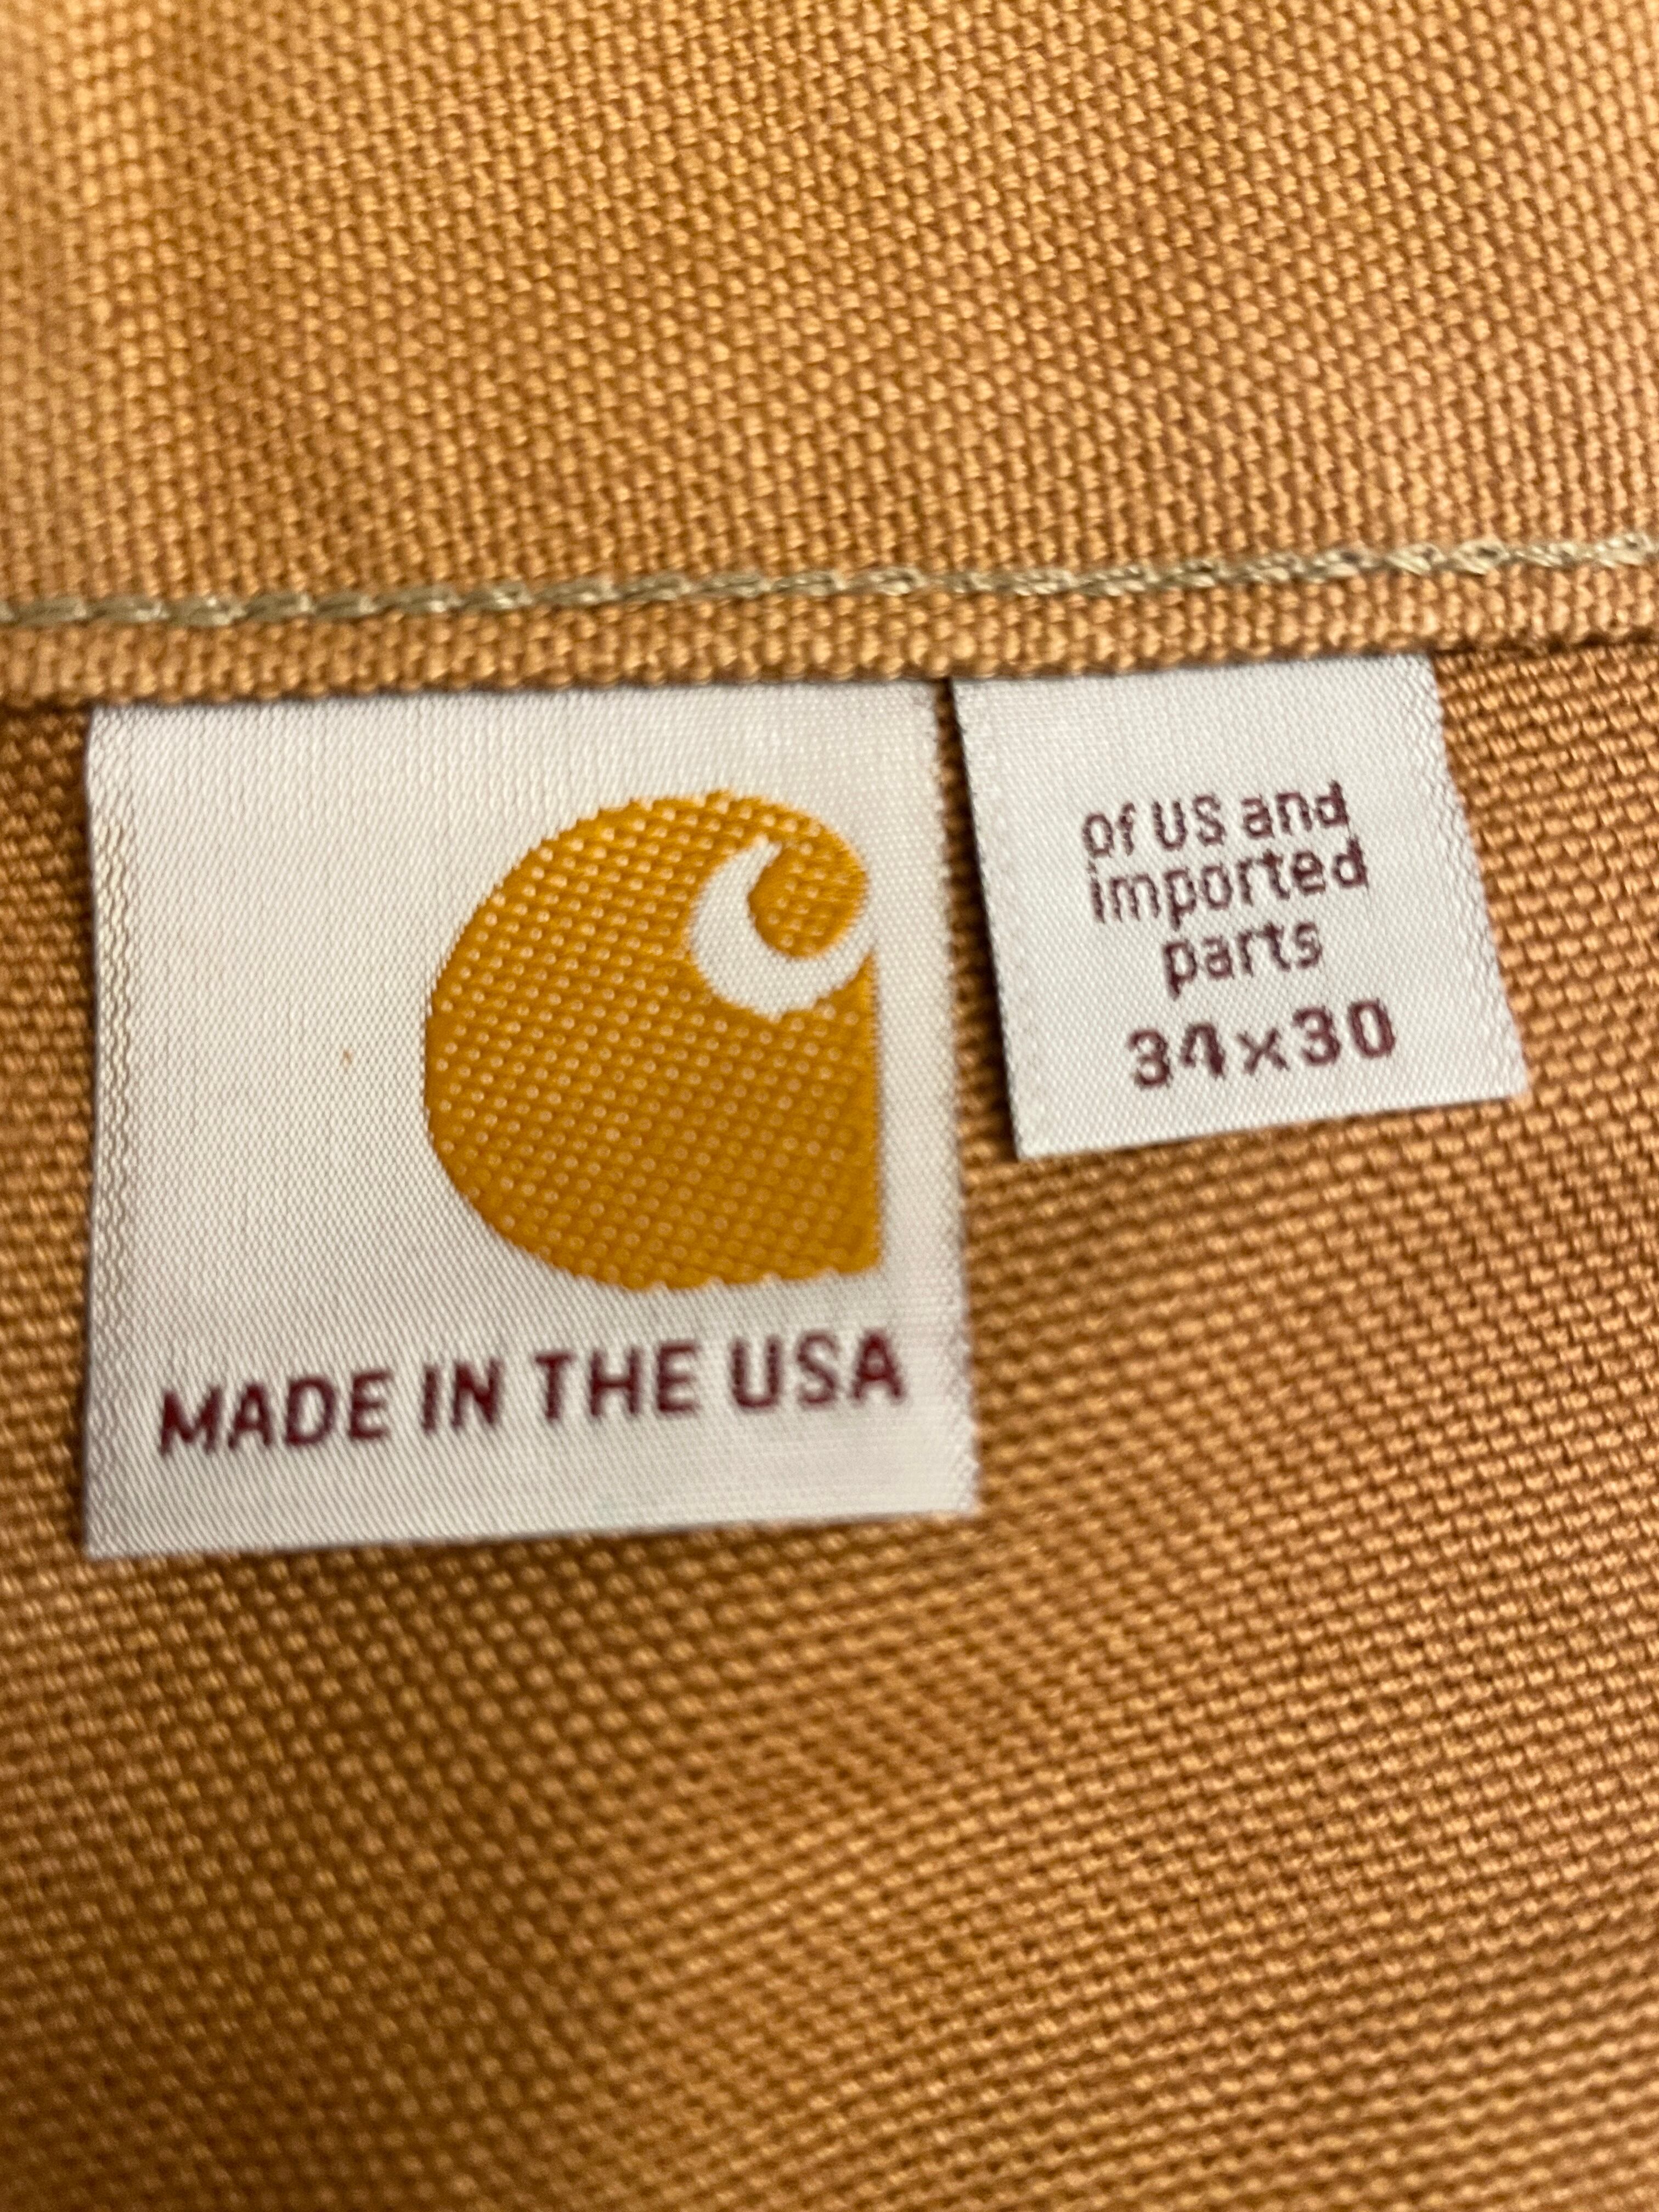 MADE IN THE USA
of US and
imported
parts
34x30